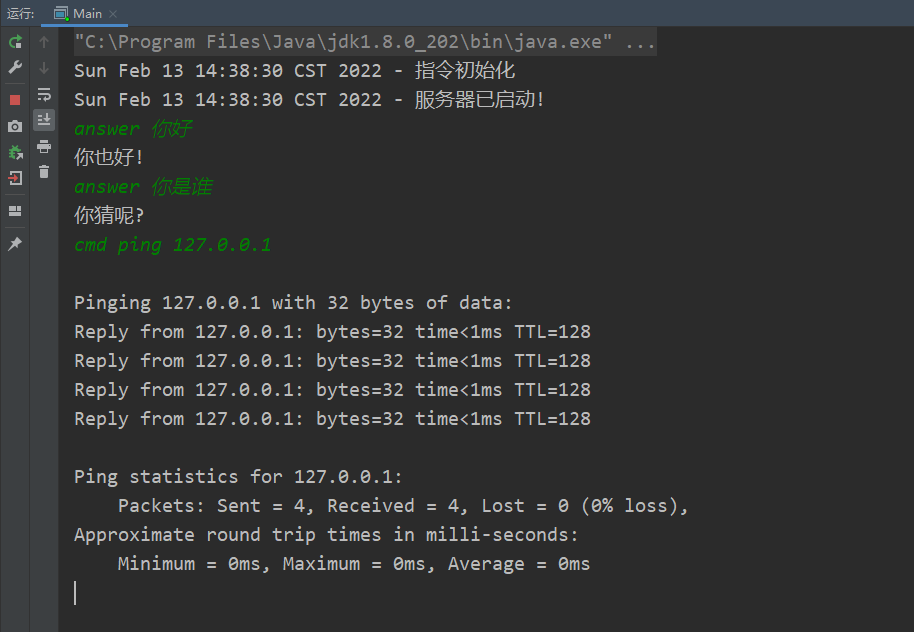 运行: Main
"C:\Program Files\Java\jdk1.8.0_202\bin\java.exe" ...
Sun Feb 13 14:38:30 CST 2022 - 指令初始化
Sun Feb 13 14:38:30 CST 2022 - 服务器已启动!
answer 你好
你也好!
answer 你是谁
你猜呢?
cmd ping 127.0.0.1
Pinging 127.0.0.1 with 32 bytes of data:
Reply from 127.0.0.1: bytes=32 time<1ms TTL=128
Reply from 127.0.0.1: bytes=32 time<1ms TTL=128
Reply from 127.0.0.1: bytes=32 time<1ms TTL=128
Reply from 127.0.0.1: bytes=32 time<1ms TTL=128
Ping statistics for 127.0.0.1:
Packets: Sent = 4, Received = 4, Lost = 0 (0% loss),
Approximate round trip times in milli-seconds:
Minimum = 0ms, Maximum = 0ms, Average = 0ms